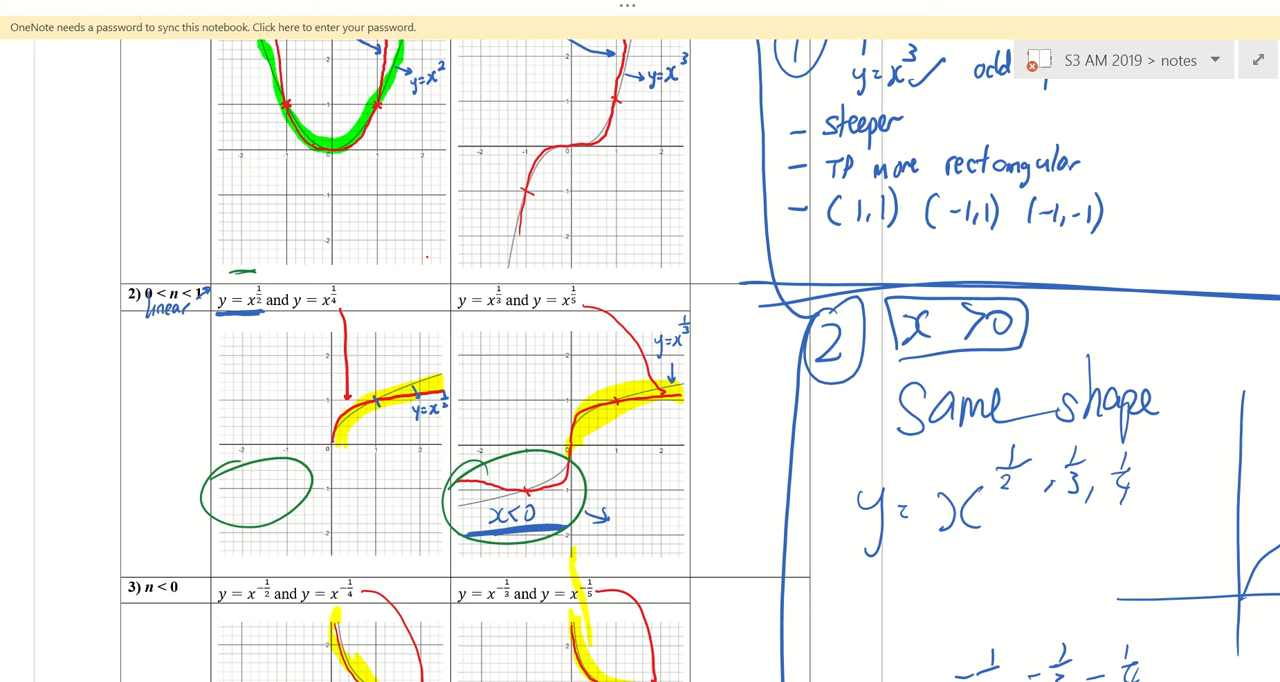 OneNote needs a password to sync this notebook. Click here to enter your password.
S3 AM 2019 > notes
y=x²
y=x³
1
y=x³ ✓ odd
- steeper
- TP more rectangular
- (1,1) (-1,1) (-1,-1)
2) 0 < n < 1
linear
y = x^{1/2} and y = x^{1/4}
y = x^{1/3} and y = x^{1/5}
y=x^{1/3}
x<0
2 x >0
Same shape
y = x^{1/2}, ^{1/3}, ^{1/4}
3) n < 0
y = x^{-1/2} and y = x^{-1/4}
y = x^{-1/3} and y = x^{-1/5}